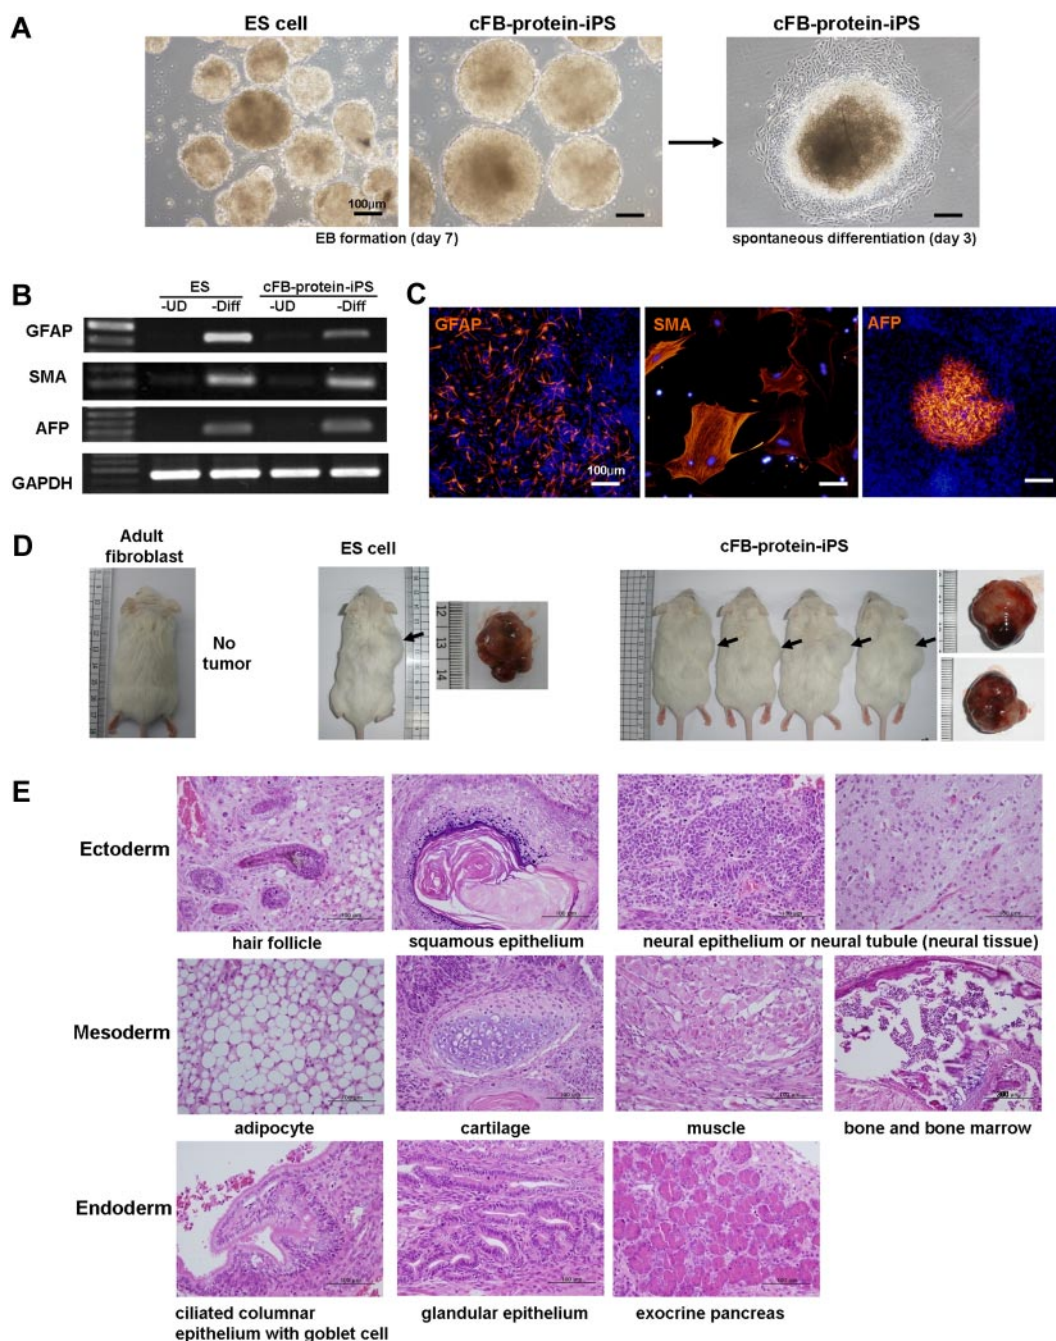 A
ES cell
cFB-protein-iPS
cFB-protein-iPS
100μm
EB formation (day 7)
spontaneous differentiation (day 3)
B
ES
cFB-protein-iPS
-UD
-Diff
-UD
-Diff
GFAP
SMA
AFP
GAPDH
C
GFAP
SMA
AFP
100μm
D
Adult
fibroblast
ES cell
cFB-protein-iPS
No
tumor
12
13
14
E
Ectoderm
hair follicle
squamous epithelium
neural epithelium or neural tubule (neural tissue)
Mesoderm
adipocyte
cartilage
muscle
bone and bone marrow
Endoderm
ciliated columnar
epithelium with goblet cell
glandular epithelium
exocrine pancreas